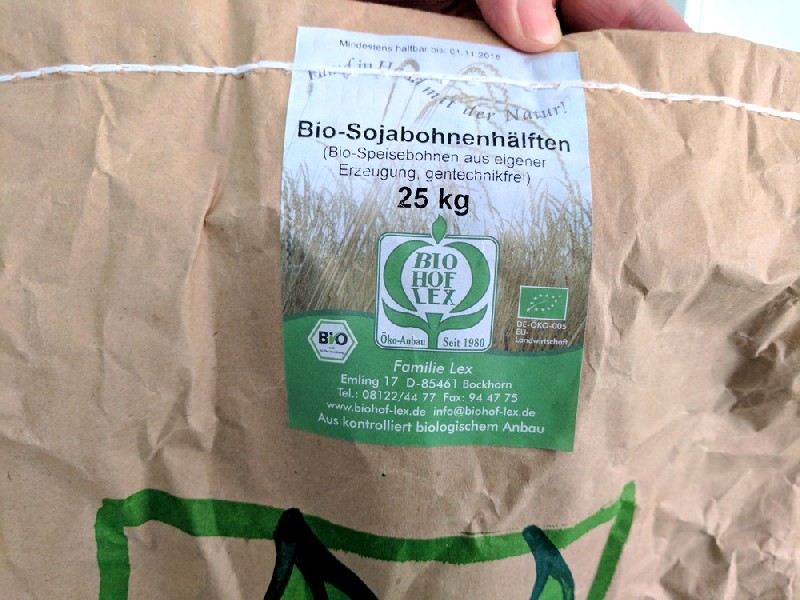 Mindestens haltbar bis: 01.11.2018
Hand in Hand mit der Natur!
Bio-Sojabohnenhälften
(Bio-Speisebohnen aus eigener
Erzeugung, gentechnikfrei)
25 kg
BIO
HOF
LEX
Öko-Anbau Seit 1980
DE-ÖKO-005
EU-
Landwirtschaft
Bio
Familie Lex
Emling 17 D-85461 Bockhorn
Tel.: 08122/44 77 Fax: 94 47 75
www.biohof-lex.de info@biohof-lex.de
Aus kontrolliert biologischem Anbau